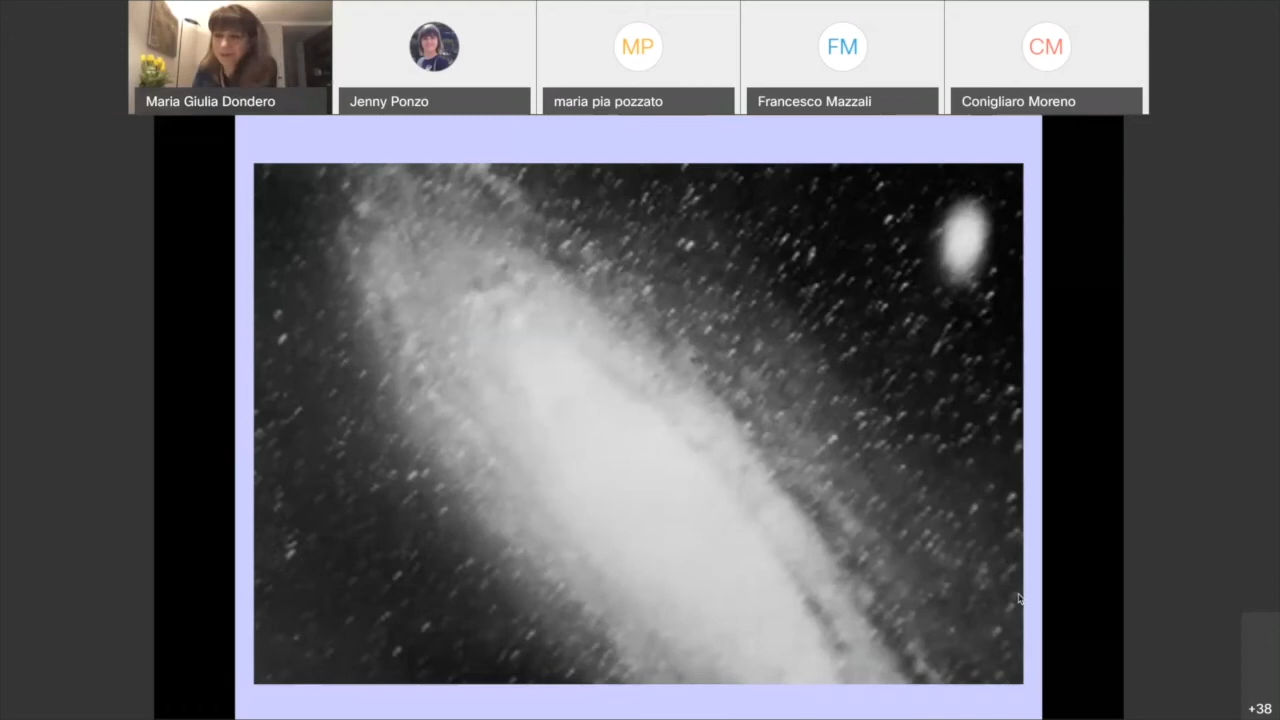 MP
FM
CM
Maria Giulia Dondero
Jenny Ponzo
maria pia pozzato
Francesco Mazzali
Conigliaro Moreno
+38